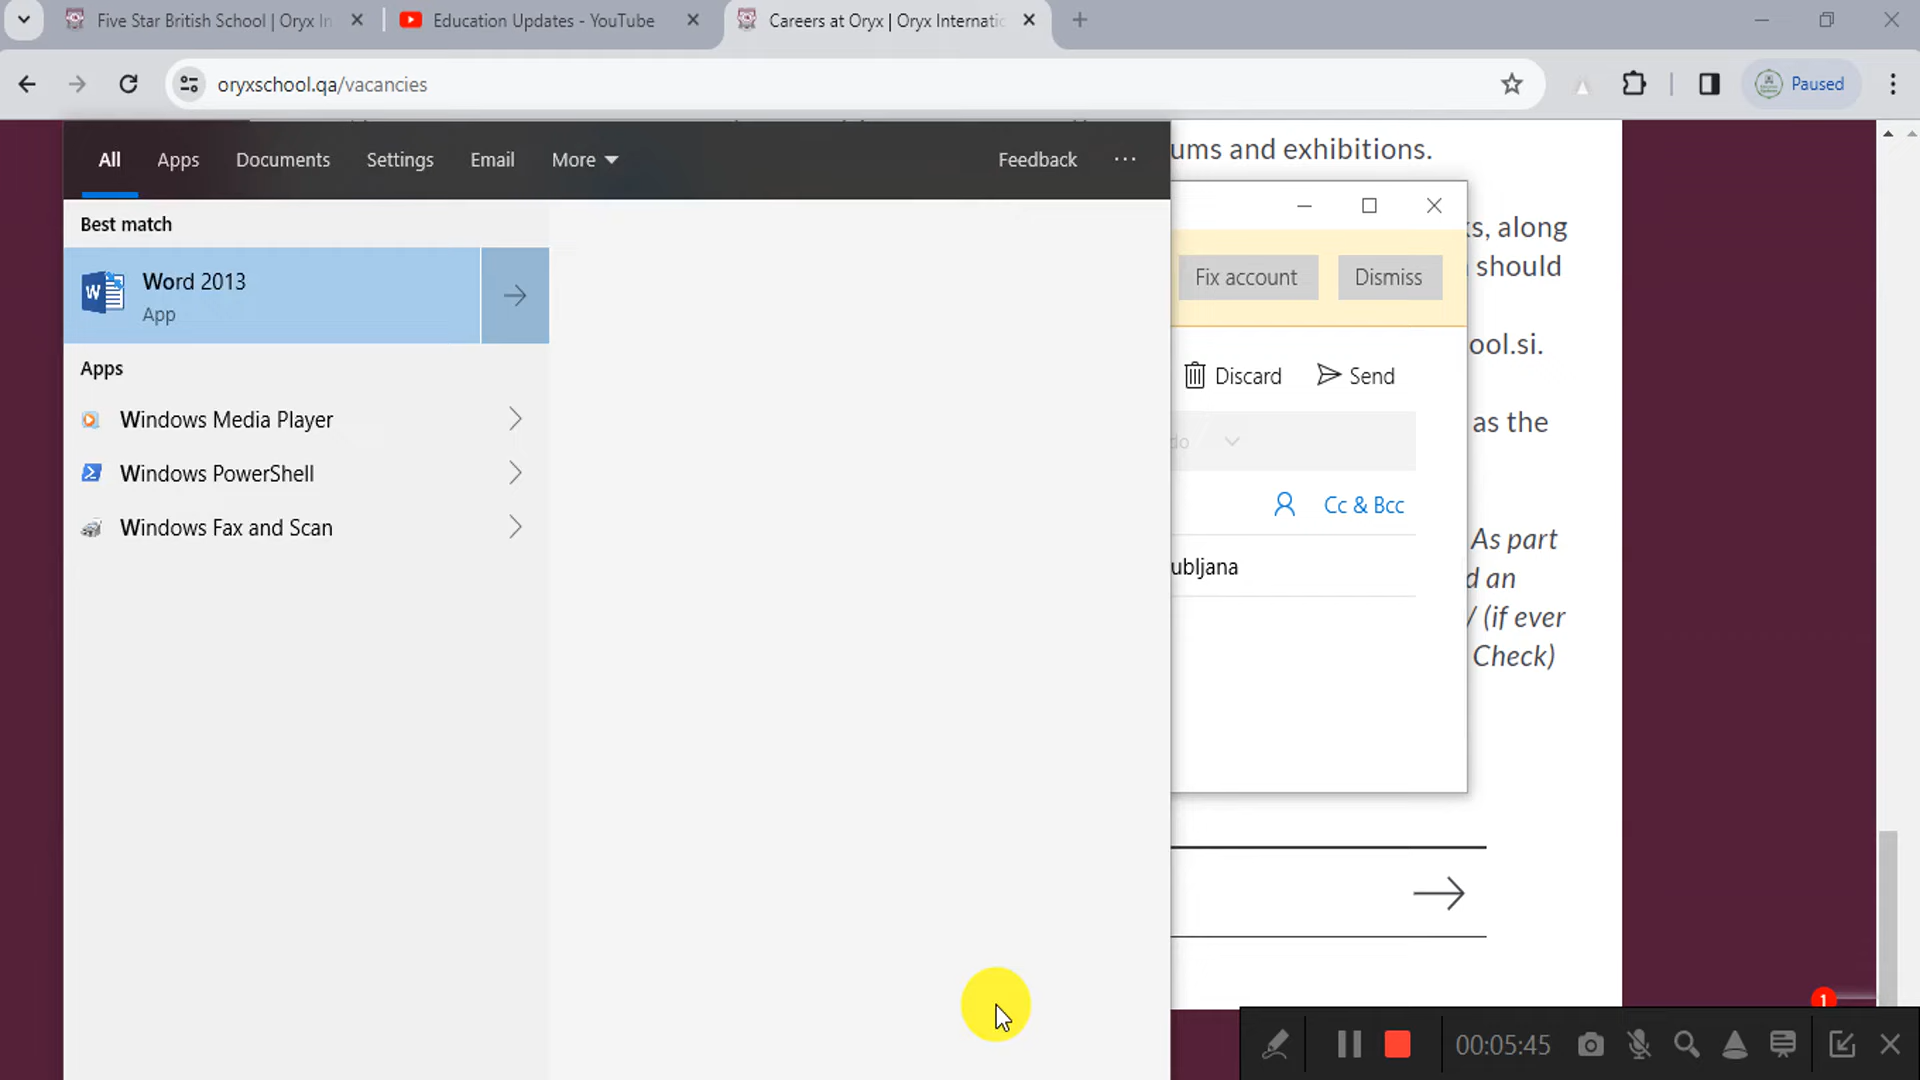 Five Star British School | Oryx In
Education Updates - YouTube
Careers at Oryx | Oryx Internatio
oryxschool.qa/vacancies
Paused
All
Apps
Documents
Settings
Email
More
Feedback
ums and exhibitions.
Best match
Word 2013
App
s, along
should
Fix account
Dismiss
ool.si.
Apps
Discard
Send
Windows Media Player
do
as the
Windows PowerShell
Cc & Bcc
Windows Fax and Scan
As part
ubljana
d an
/ (if ever
Check)
1
00:05:45